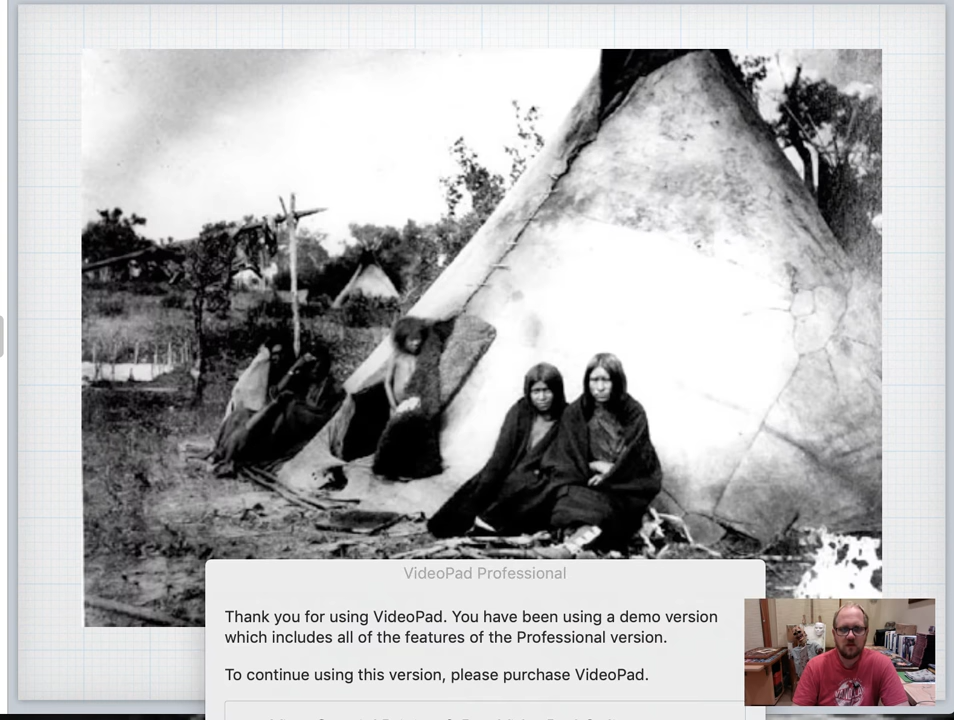 VideoPad Professional
Thank you for using VideoPad. You have been using a demo version
which includes all of the features of the Professional version.
To continue using this version, please purchase VideoPad.